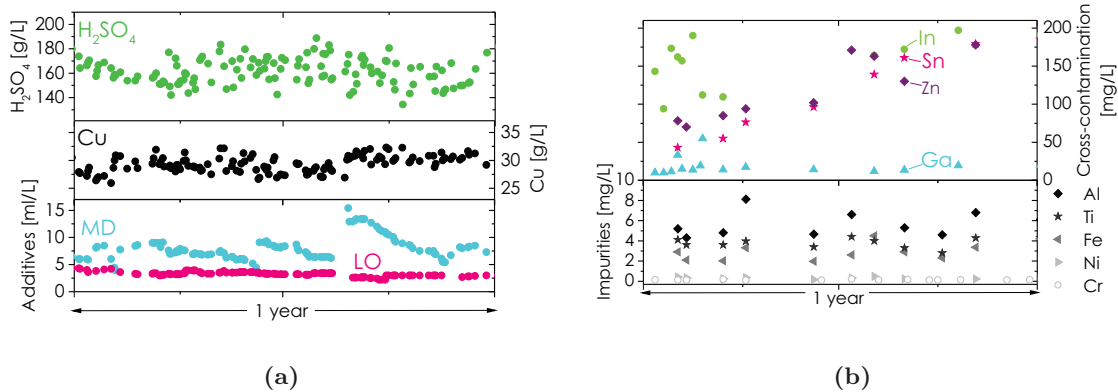 H₂SO₄ [g/L]
200
180
160
140
H₂SO₄
Cu
35
30
25
Cu [g/L]
Additives [ml/L]
15
10
5
0
MD
LO
1 year
(a)
200
150
100
50
0
Cross-contamination
[mg/L]
In
Sn
Zn
Ga
Impurities [mg/L]
10
8
6
4
2
0
Al
Ti
Fe
Ni
Cr
1 year
(b)